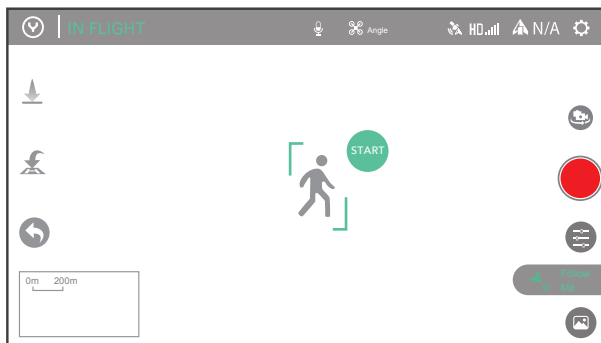 IN FLIGHT
Angle
HD
N/A
START
0m 200m
Follow
Me